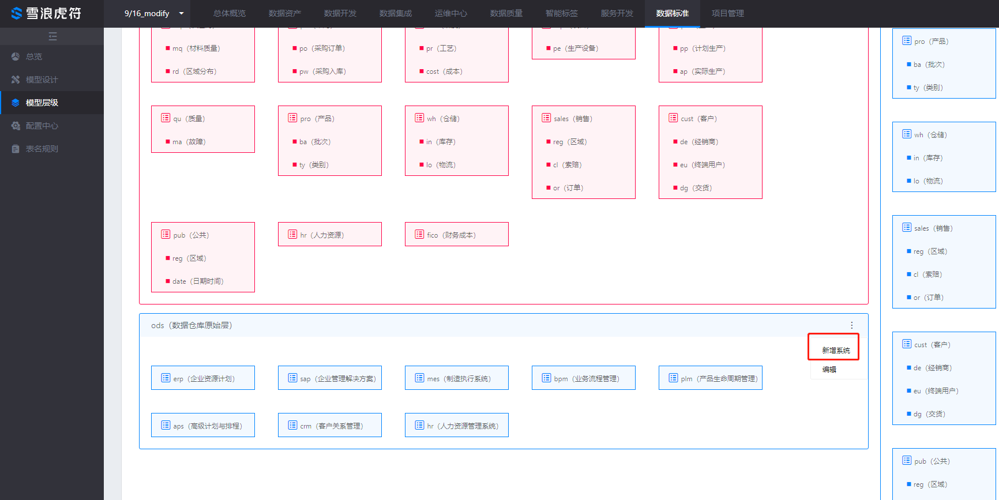 雪浪虎符
9/16_modify
总体概览
数据资产
数据开发
数据集成
运维中心
数据质量
智能标签
服务开发
数据标准
项目管理
总览
模型设计
模型层级
配置中心
表名规则
mq（材料质量）
rd（区域分布）
po（采购订单）
pw（采购入库）
pr（工艺）
cost（成本）
pe（生产设备）
pp（计划生产）
ap（实际生产）
qu（质量）
ma（故障）
pro（产品）
ba（批次）
ty（类别）
wh（仓储）
in（库存）
lo（物流）
sales（销售）
reg（区域）
cl（索赔）
or（订单）
cust（客户）
de（经销商）
eu（终端用户）
dg（交货）
pub（公共）
reg（区域）
date（日期时间）
hr（人力资源）
fico（财务成本）
ods（数据仓库原始层）
新增系统
编辑
erp（企业资源计划）
sap（企业管理解决方案）
mes（制造执行系统）
bpm（业务流程管理）
plm（产品生命周期管理）
aps（高级计划与排程）
crm（客户关系管理）
hr（人力资源管理系统）
pro（产品）
ba（批次）
ty（类别）
wh（仓储）
in（库存）
lo（物流）
sales（销售）
reg（区域）
cl（索赔）
or（订单）
cust（客户）
de（经销商）
eu（终端用户）
dg（交货）
pub（公共）
reg（区域）